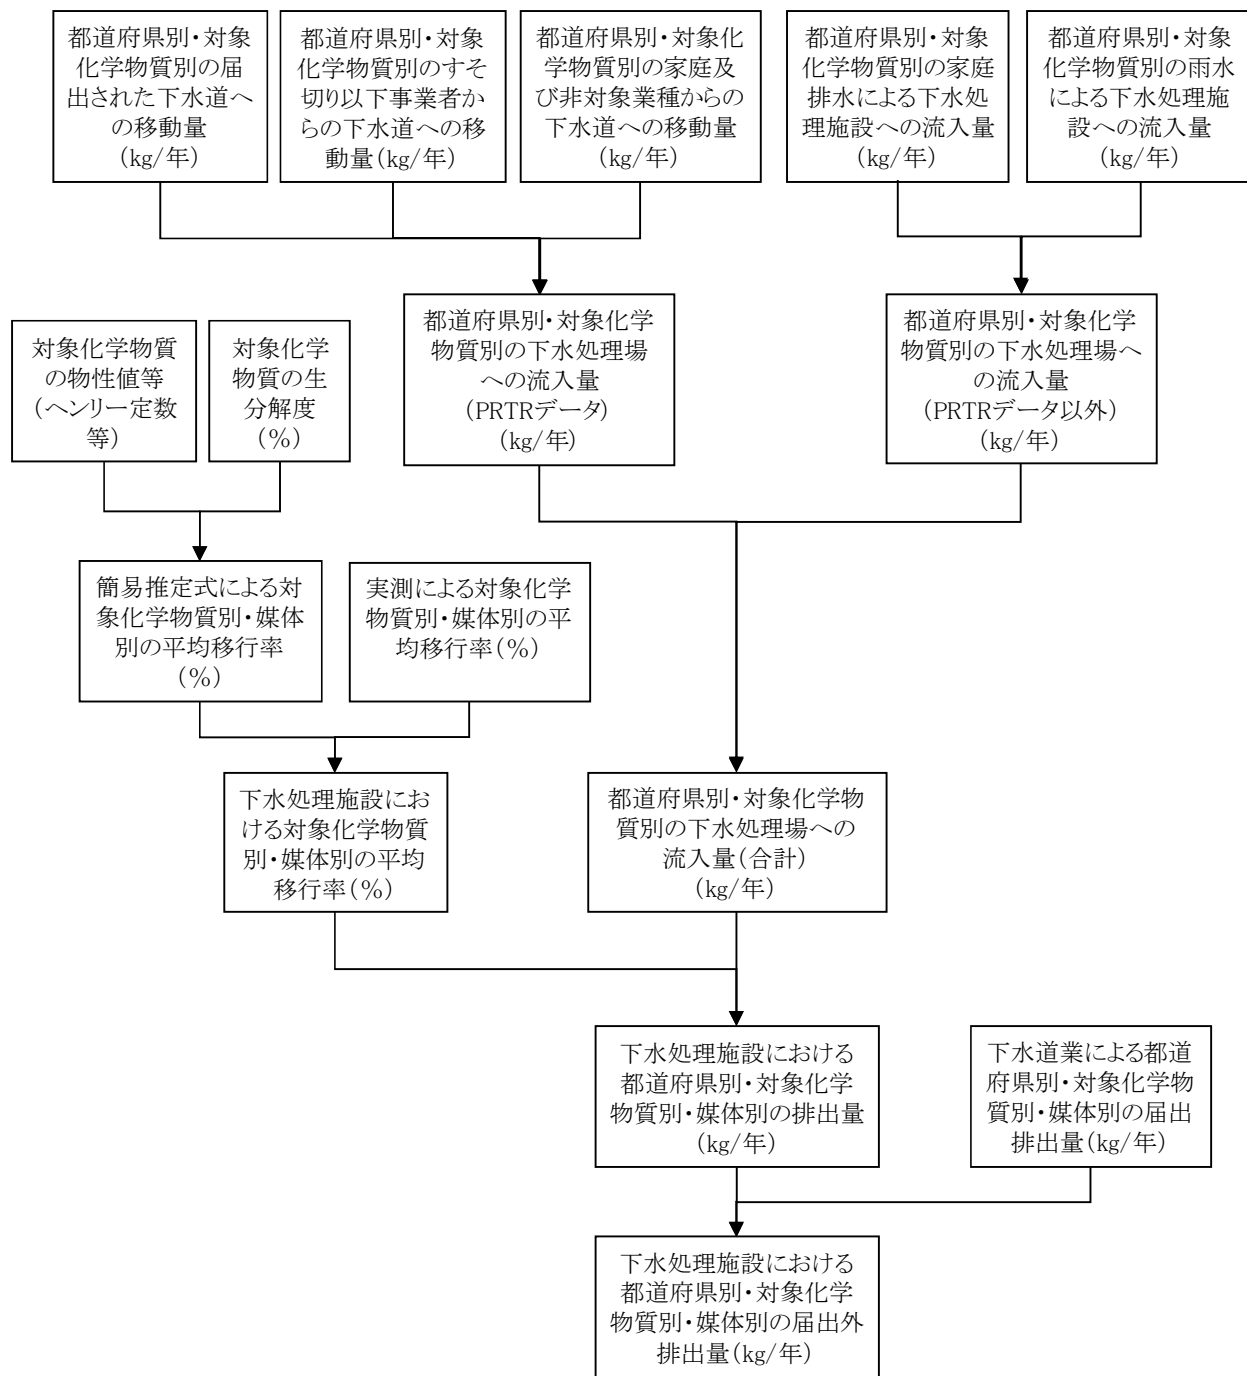 都道府県別・対象
化学物質別の届
出された下水道へ
の移動量
(kg/年)
都道府県別・対象
化学物質別のすそ
切り以下事業者か
らの下水道への移
動量(kg/年)
都道府県別・対象化
学物質別の家庭及
び非対象業種からの
下水道への移動量
(kg/年)
都道府県別・対象
化学物質別の家庭
排水による下水処
理施設への流入量
(kg/年)
都道府県別・対象
化学物質別の雨水
による下水処理施
設への流入量
(kg/年)
対象化学物質
の物性値等
(ヘンリー定数
等)
対象化学
物質の生
分解度
(%)
都道府県別・対象化学
物質別の下水処理場
への流入量
(PRTRデータ)
(kg/年)
都道府県別・対象化学
物質別の下水処理場へ
の流入量
(PRTRデータ以外)
(kg/年)
簡易推定式による対
象化学物質別・媒体
別の平均移行率
(%)
実測による対象化学
物質別・媒体別の平
均移行率(%)
下水処理施設にお
ける対象化学物質
別・媒体別の平均
移行率(%)
都道府県別・対象化学物
質別の下水処理場への
流入量(合計)
(kg/年)
下水処理施設における
都道府県別・対象化学
物質別・媒体別の排出量
(kg/年)
下水道業による都道
府県別・対象化学物
質別・媒体別の届出
排出量(kg/年)
下水処理施設における
都道府県別・対象化学
物質別・媒体別の届出外
排出量(kg/年)